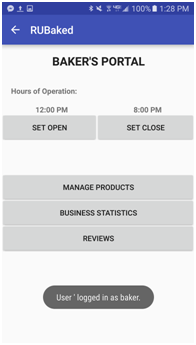 100% 1:28 PM
RUBaked
BAKER'S PORTAL
Hours of Operation:
12:00 PM 8:00 PM
SET OPEN SET CLOSE
MANAGE PRODUCTS
BUSINESS STATISTICS
REVIEWS
User ' logged in as baker.